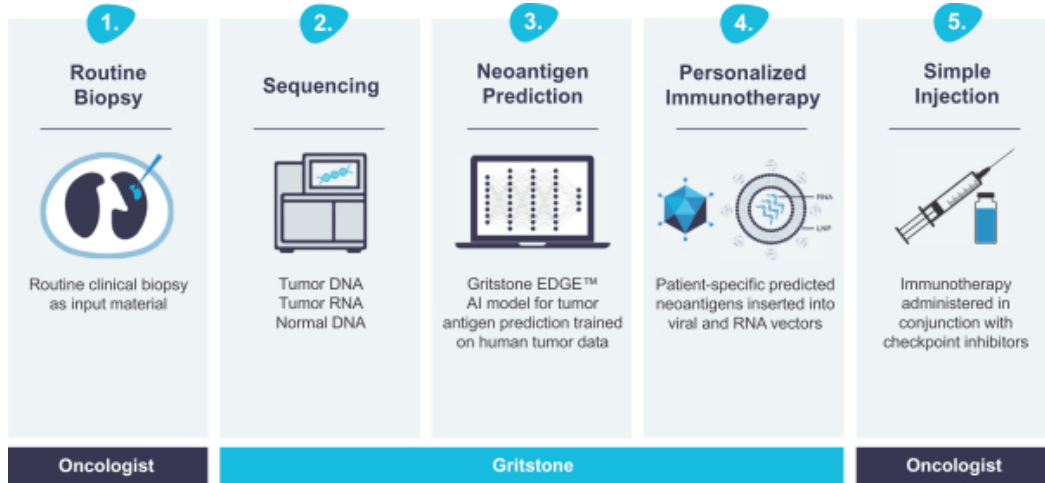 1.
Routine
Biopsy
Routine clinical biopsy
as input material
2.
Sequencing
Tumor DNA
Tumor RNA
Normal DNA
3.
Neoantigen
Prediction
Gritstone EDGE™
AI model for tumor
antigen prediction trained
on human tumor data
4.
Personalized
Immunotherapy
RNA
LNP
Patient-specific predicted
neoantigens inserted into
viral and RNA vectors
5.
Simple
Injection
Immunotherapy
administered in
conjunction with
checkpoint inhibitors
Oncologist
Gritstone
Oncologist